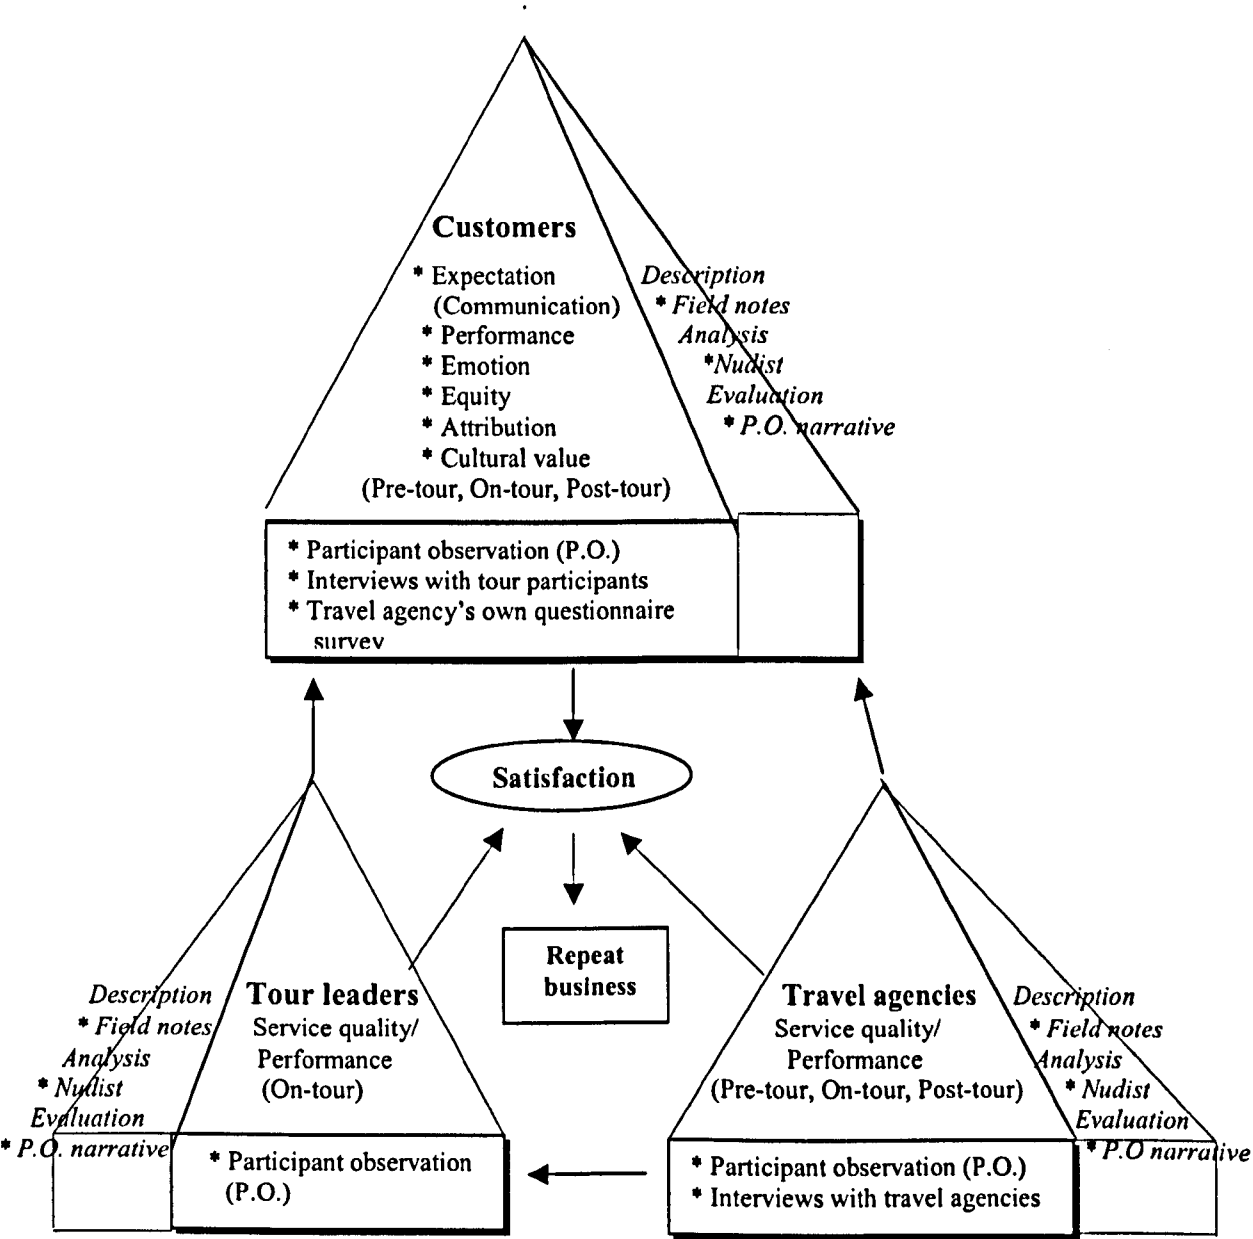 Customers
* Expectation
(Communication)
* Performance
* Emotion
* Equity
* Attribution
* Cultural value
(Pre-tour, On-tour, Post-tour)
Description
* Field notes
Analysis
*Nudist
Evaluation
* P.O. narrative
* Participant observation (P.O.)
* Interviews with tour participants
* Travel agency's own questionnaire
survey
Satisfaction
Repeat
business
Description
* Field notes
Analysis
* Nudist
Evaluation
* P.O. narrative
Tour leaders
Service quality/
Performance
(On-tour)
* Participant observation
(P.O.)
Travel agencies
Service quality/
Performance
(Pre-tour, On-tour, Post-tour)
Description
* Field notes
Analysis
* Nudist
Evaluation
* P.O narrative
* Participant observation (P.O.)
* Interviews with travel agencies